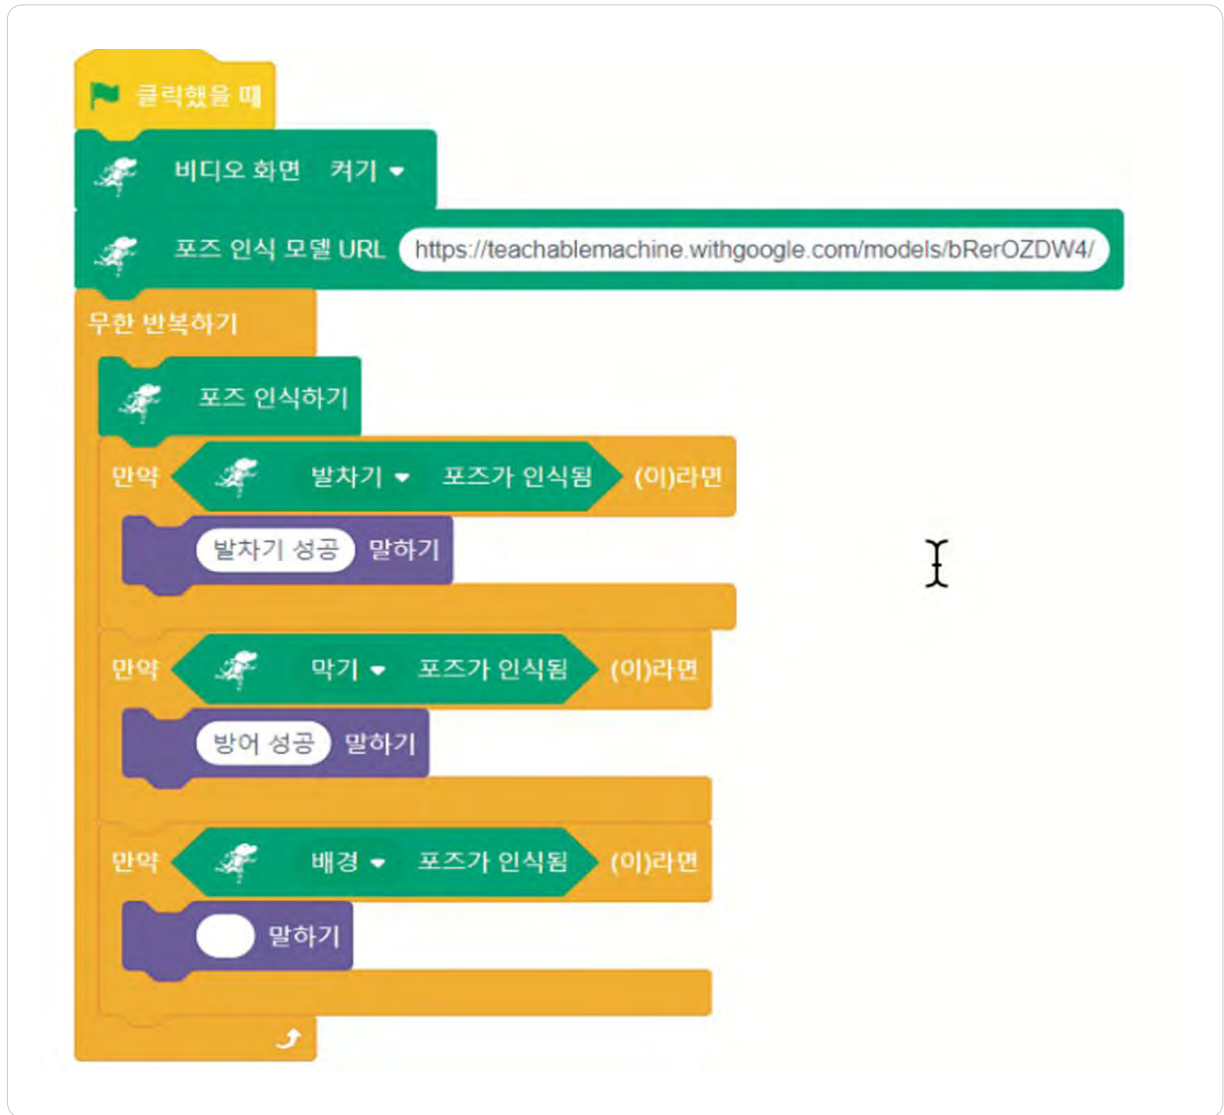 클릭했을 때
비디오 화면 켜기
포즈 인식 모델 URL https://teachablemachine.withgoogle.com/models/bRerOZDW4/
무한 반복하기
포즈 인식하기
만약 발차기 포즈가 인식됨 (이)라면
발차기 성공 말하기
만약 막기 포즈가 인식됨 (이)라면
방어 성공 말하기
만약 배경 포즈가 인식됨 (이)라면
말하기